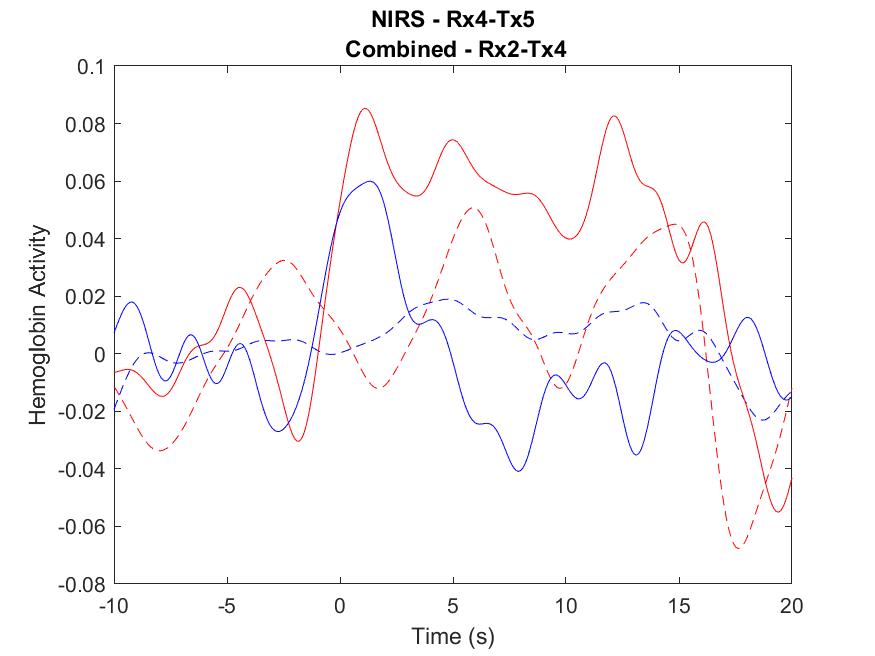 NIRS - Rx4-Tx5
Combined - Rx2-Tx4
0.1
0.08
0.06
0.04
0.02
0
-0.02
-0.04
-0.06
-0.08
Hemoglobin Activity
-10 -5 0 5 10 15 20
Time (s)